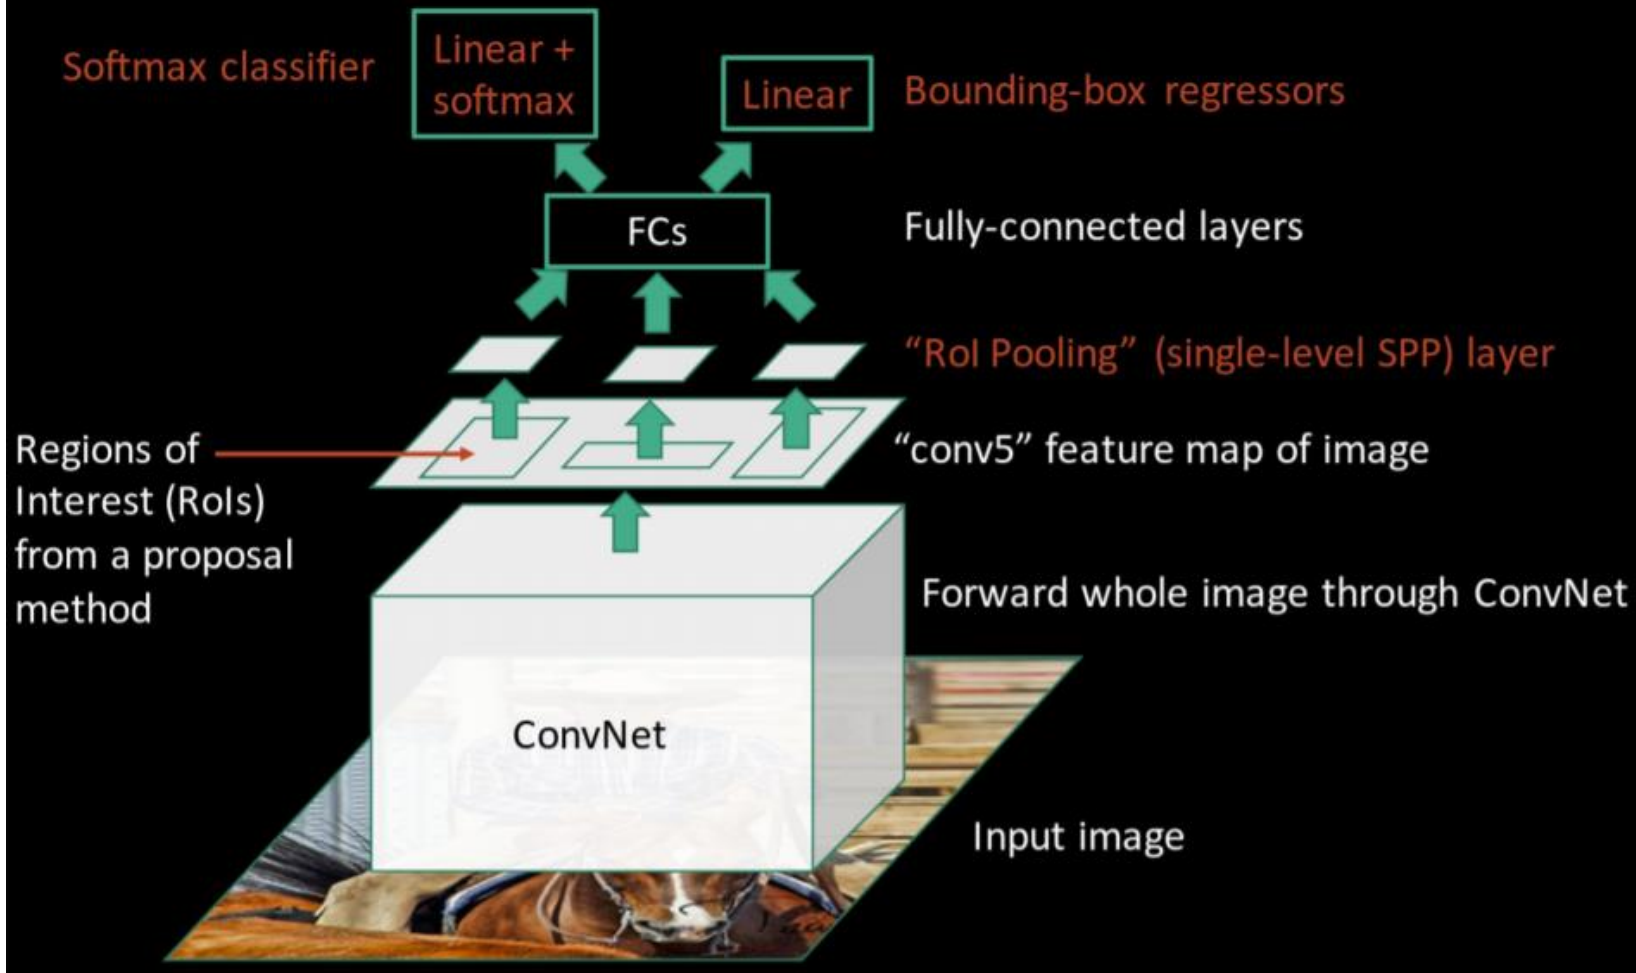 Softmax classifier
Linear +
softmax
Linear
Bounding-box regressors
FCs
Fully-connected layers
“RoI Pooling” (single-level SPP) layer
Regions of
Interest (RoIs)
from a proposal
method
“conv5” feature map of image
Forward whole image through ConvNet
ConvNet
Input image